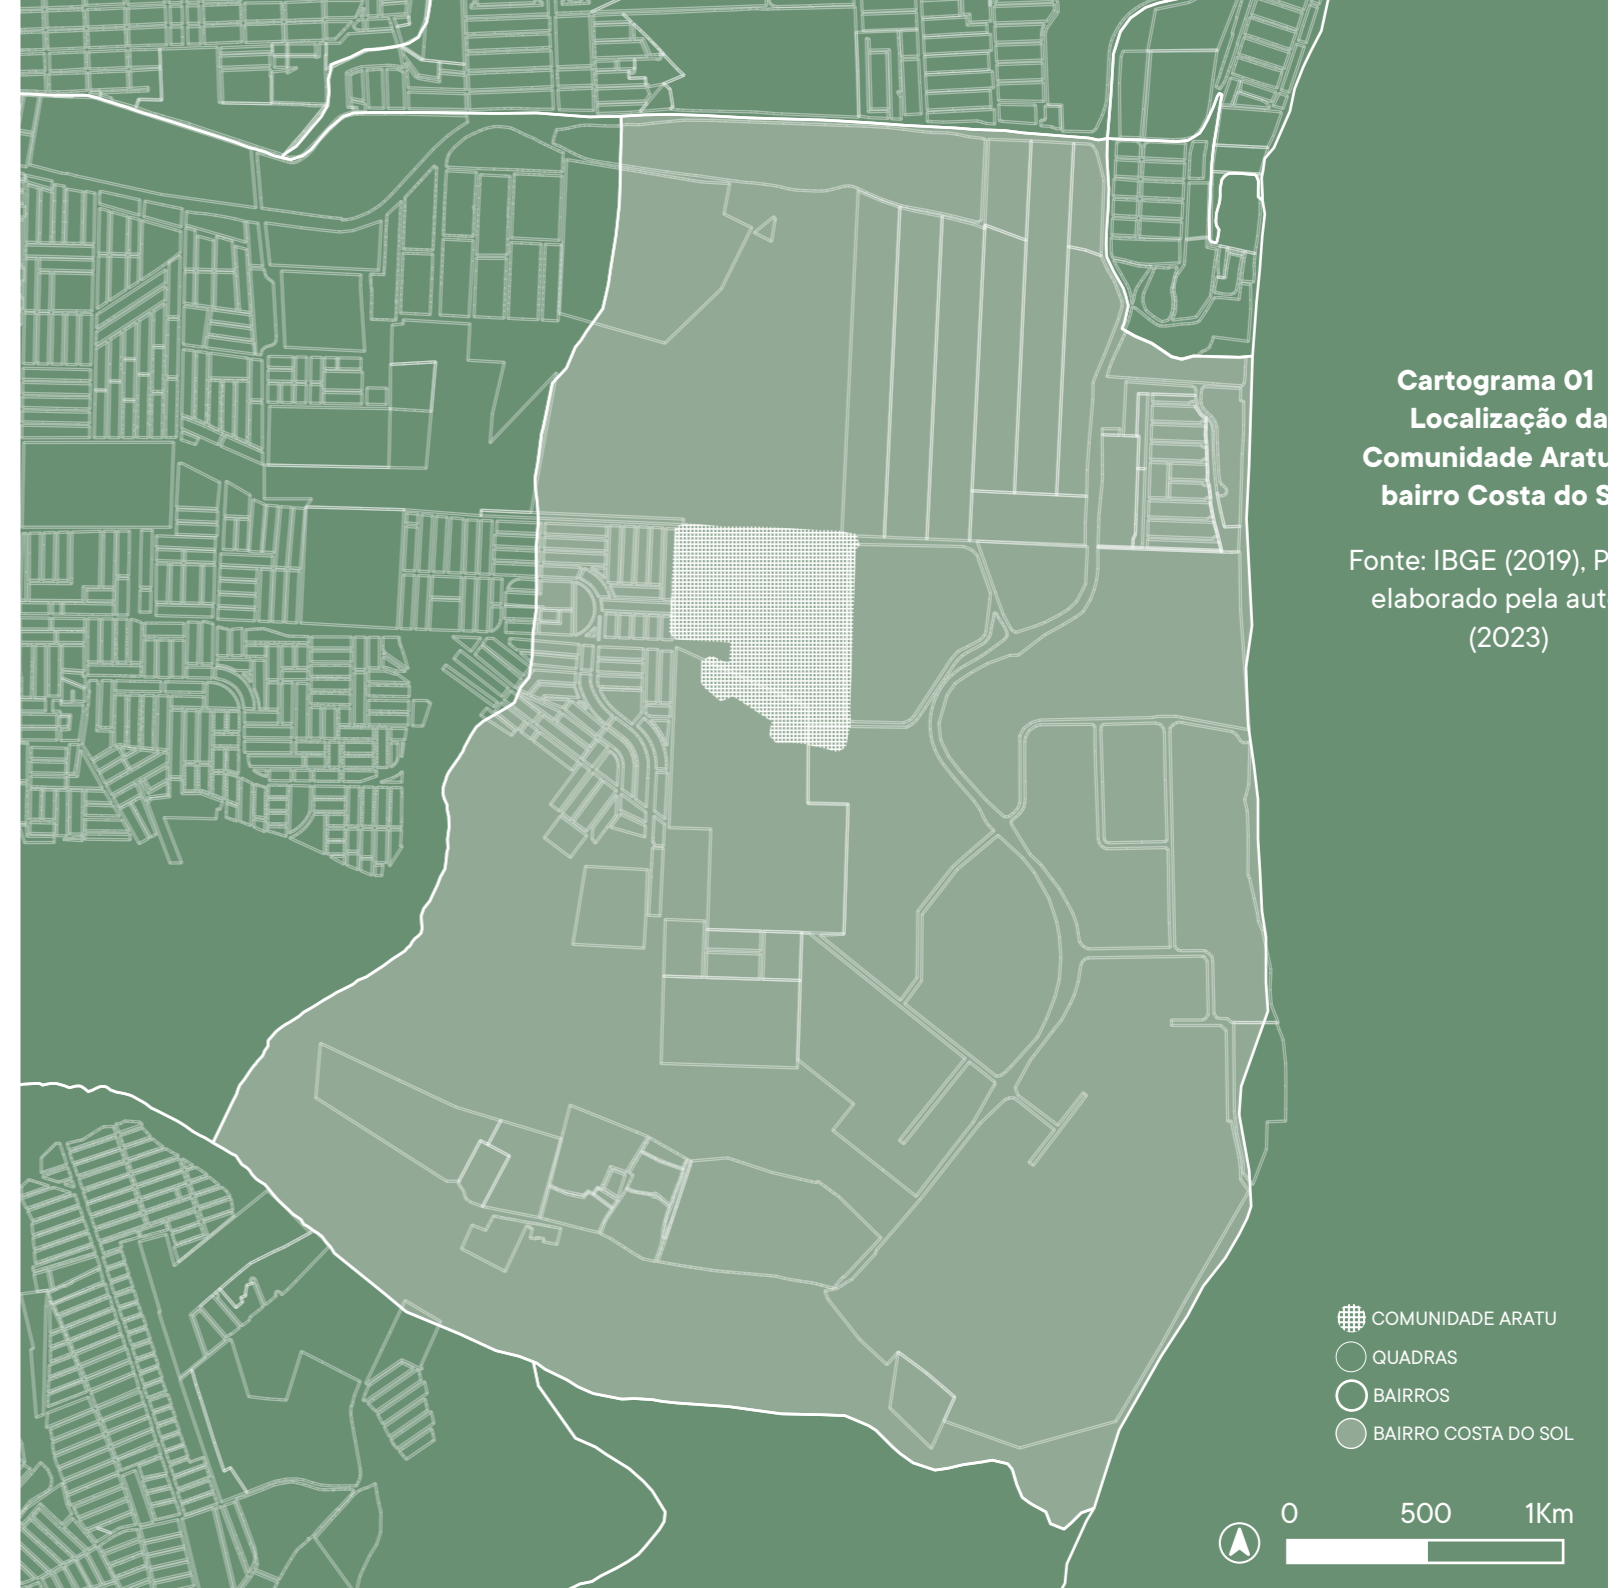 Cartograma 01
Localização da
Comunidade Aratu
bairro Costa do
Fonte: IBGE (2019),
elaborado pela
(2023)
COMUNIDADE ARATU
QUADRAS
BAIRROS
BAIRRO COSTA DO SOL
0 500 1Km